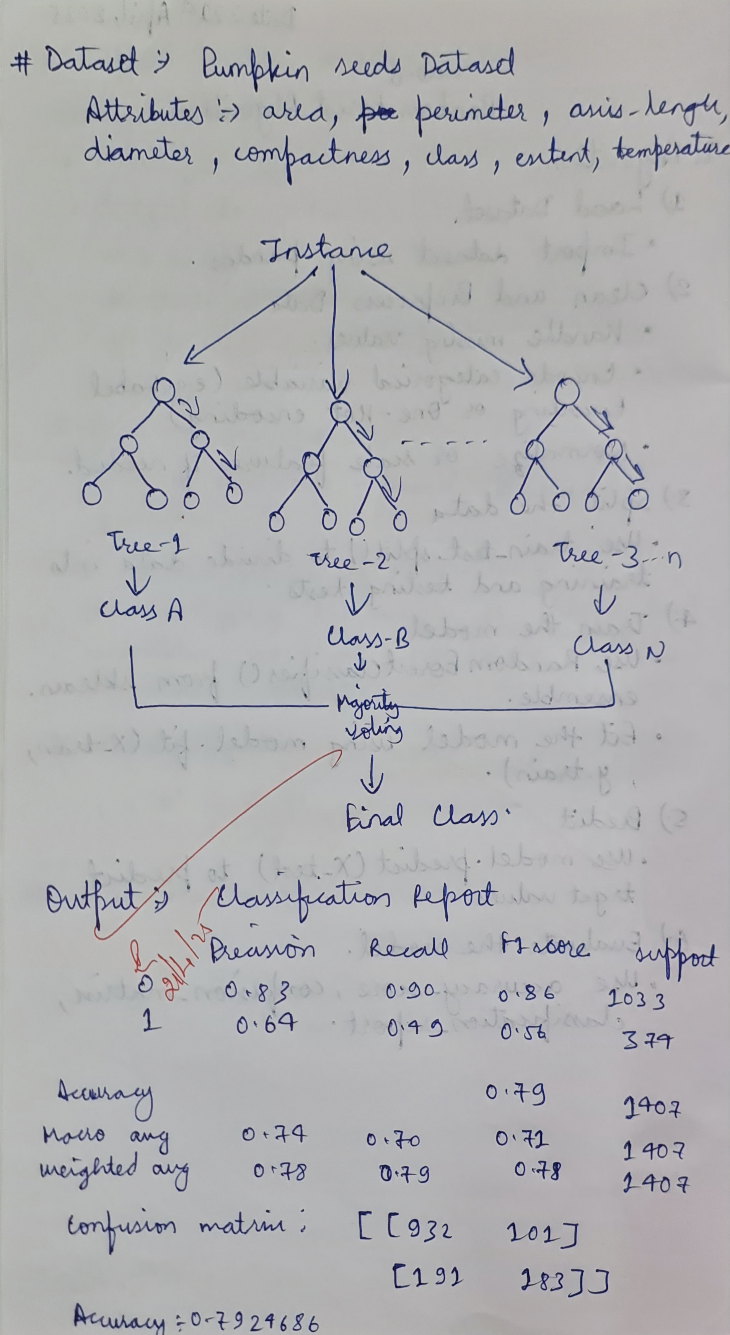 # Dataset :→ Pumpkin seeds Dataset
Attributes :→ area, perimeter, axis-length,
diameter, compactness, class, extent, temperature
Instance
Tree-1 Tree-2 Tree-3...n
Class A Class-B Class N
Majority
Voting
Final Class.
Output :→ Classification Report
Precision Recall F1 score support
0 0.83 0.90 0.86 1033
1 0.64 0.49 0.56 374
Accuracy 0.79 1407
Macro avg 0.74 0.70 0.71 1407
weighted avg 0.78 0.79 0.78 1407
Confusion matrix: [[932 101]
[191 183]]
Accuracy = 0.7924686